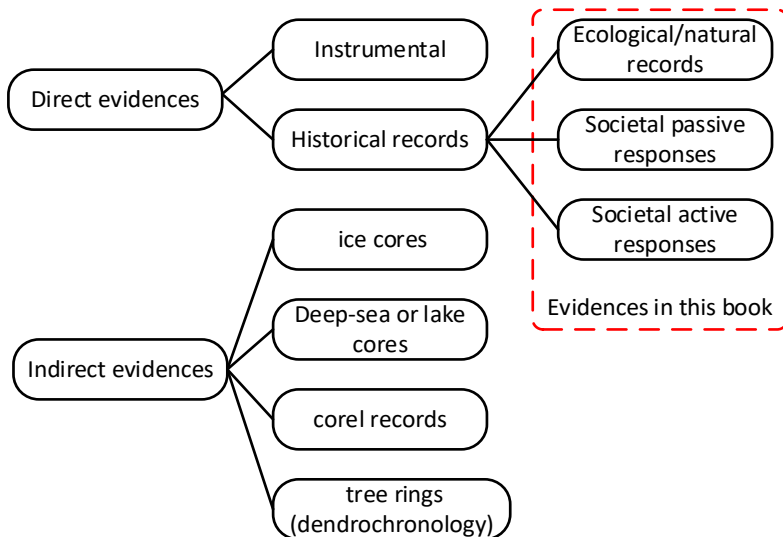 Direct evidences
Instrumental
Historical records
Ecological/natural
records
Societal passive
responses
Societal active
responses
Evidences in this book
Indirect evidences
ice cores
Deep-sea or lake
cores
corel records
tree rings
(dendrochronology)